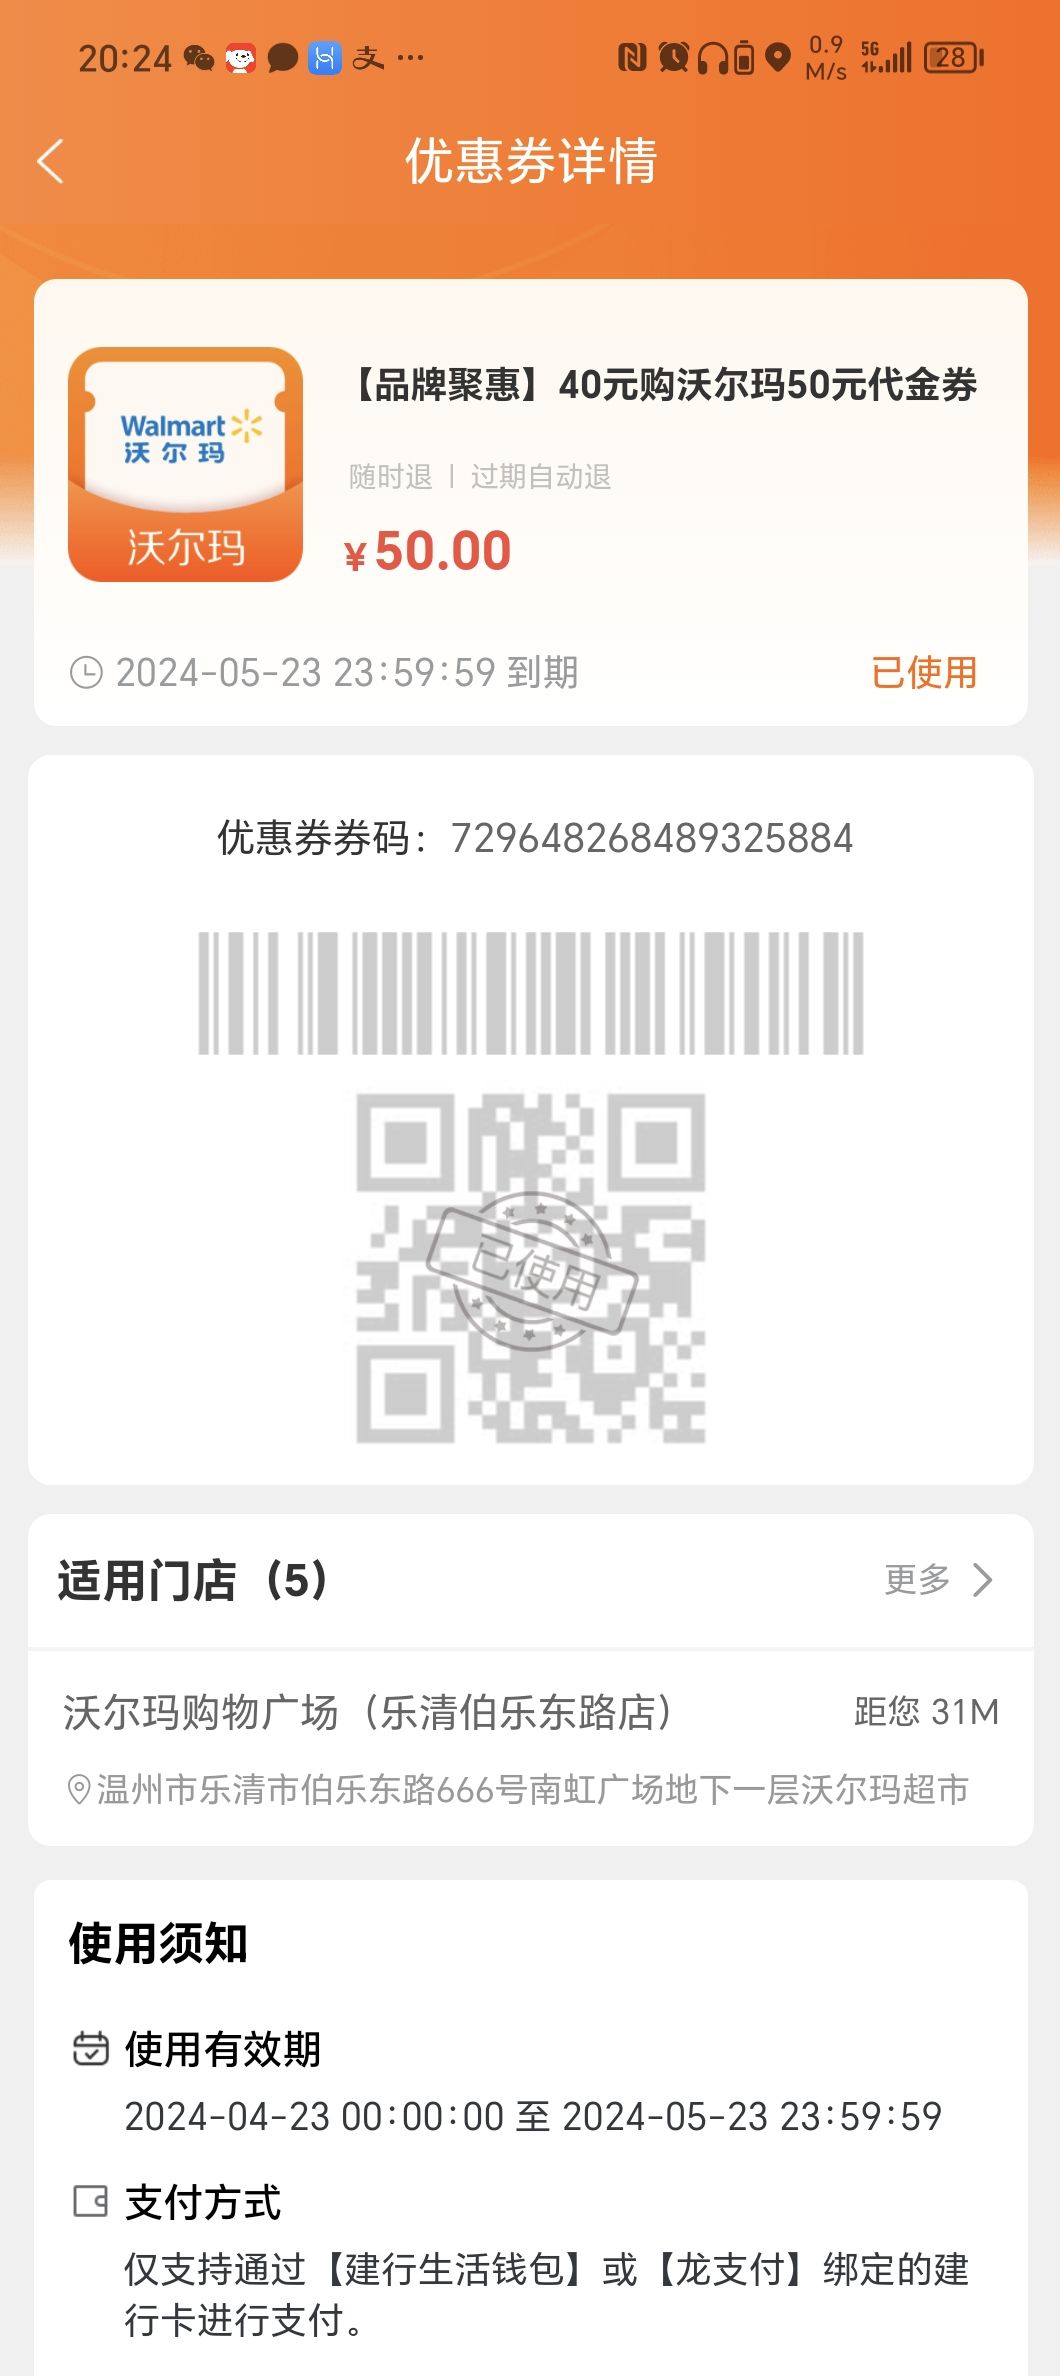 20:24 支 ···
0.9 M/s 5G 28
优惠券详情
Walmart
沃尔玛
沃尔玛
【品牌聚惠】40元购沃尔玛50元代金券
随时退 | 过期自动退
¥50.00
2024-05-23 23:59:59 到期
已使用
优惠券券码：729648268489325884
已使用
适用门店（5）
更多
沃尔玛购物广场（乐清伯乐东路店）
距您 31M
温州市乐清市伯乐东路666号南虹广场地下一层沃尔玛超市
使用须知
使用有效期
2024-04-23 00:00:00 至 2024-05-23 23:59:59
支付方式
仅支持通过【建行生活钱包】或【龙支付】绑定的建
行卡进行支付。